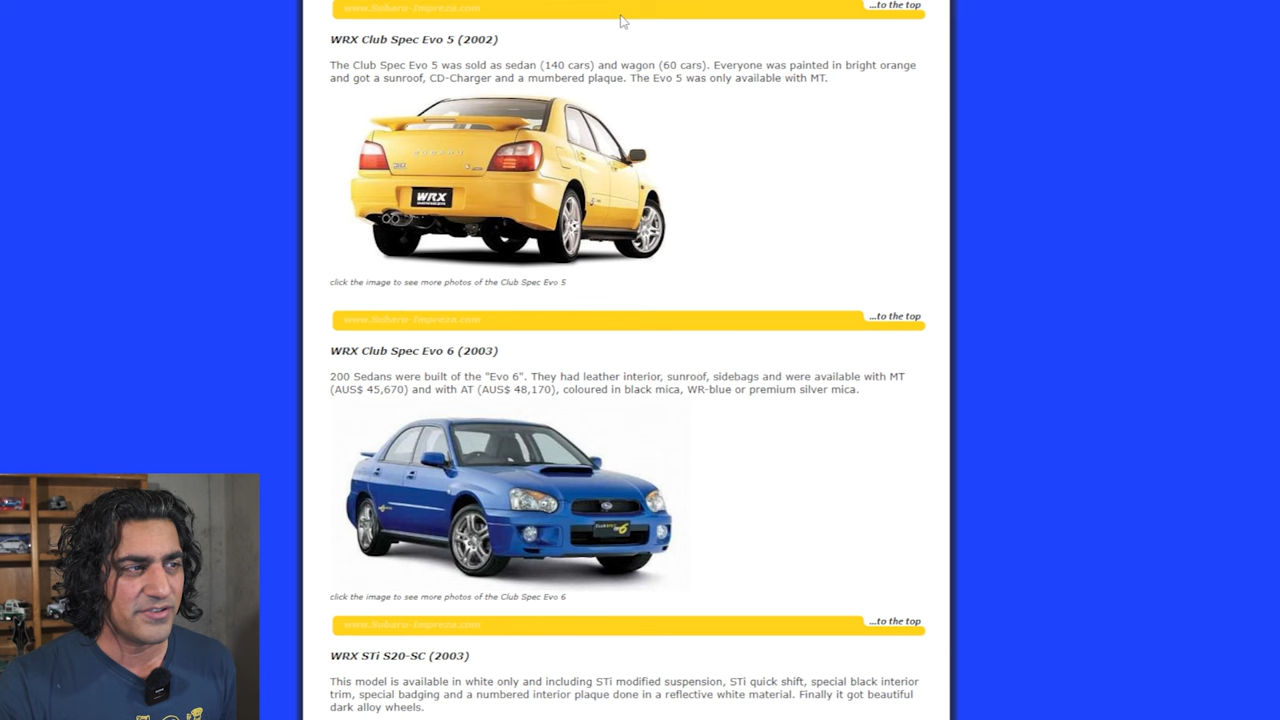 www.Subaru-Impreza.com
...to the top
WRX Club Spec Evo 5 (2002)
The Club Spec Evo 5 was sold as sedan (140 cars) and wagon (60 cars). Everyone was painted in bright orange
and got a sunroof, CD-Charger and a mumbered plaque. The Evo 5 was only available with MT.
SUBARU
WRX
click the image to see more photos of the Club Spec Evo 5
www.Subaru-Impreza.com
...to the top
WRX Club Spec Evo 6 (2003)
200 Sedans were built of the "Evo 6". They had leather interior, sunroof, sidebags and were available with MT
(AUS$ 45,670) and with AT (AUS$ 48,170), coloured in black mica, WR-blue or premium silver mica.
click the image to see more photos of the Club Spec Evo 6
www.Subaru-Impreza.com
...to the top
WRX STi S20-SC (2003)
This model is available in white only and including STi modified suspension, STi quick shift, special black interior
trim, special badging and a numbered interior plaque done in a reflective white material. Finally it got beautiful
dark alloy wheels.